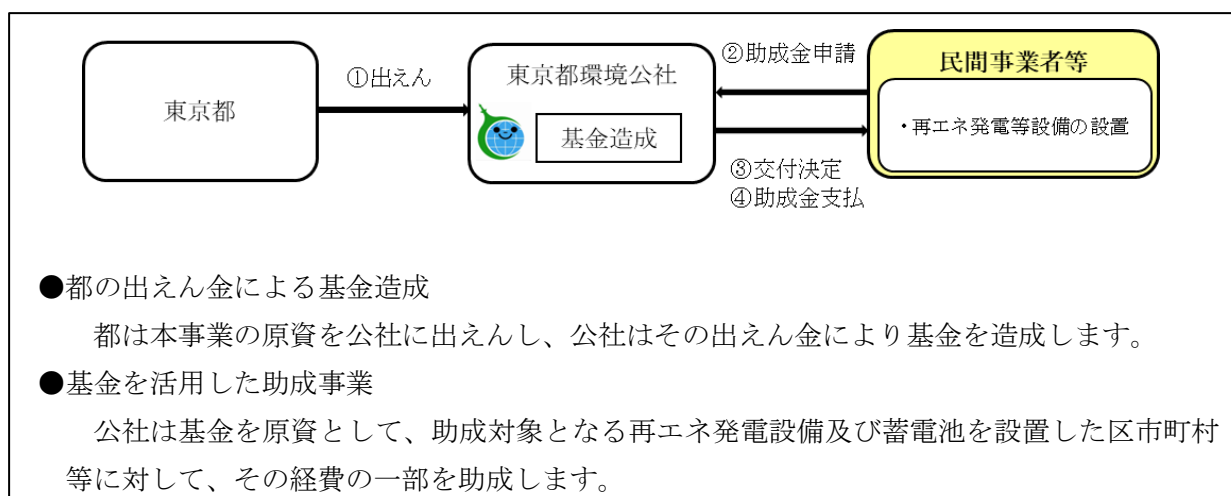 東京都
①出えん
東京都環境公社
基金造成
②助成金申請
③交付決定
④助成金支払
民間事業者等
・再エネ発電等設備の設置
●都の出えん金による基金造成
都は本事業の原資を公社に出えんし、公社はその出えん金により基金を造成します。
●基金を活用した助成事業
公社は基金を原資として、助成対象となる再エネ発電設備及び蓄電池を設置した区市町村
等に対して、その経費の一部を助成します。